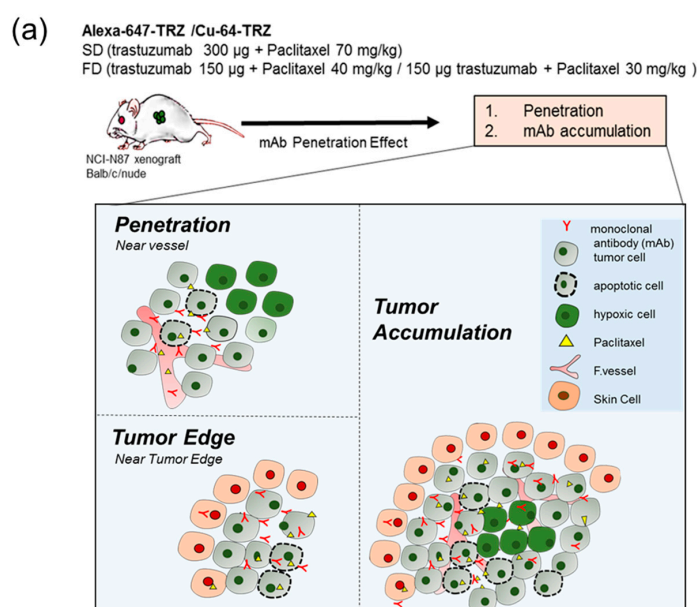 (a)
Alexa-647-TRZ /Cu-64-TRZ
SD (trastuzumab 300 µg + Paclitaxel 70 mg/kg)
FD (trastuzumab 150 µg + Paclitaxel 40 mg/kg / 150 µg trastuzumab + Paclitaxel 30 mg/kg )
NCI-N87 xenograft
Balb/c/nude
mAb Penetration Effect
1. Penetration
2. mAb accumulation
Penetration
Near vessel
Tumor
Accumulation
monoclonal
antibody (mAb)
tumor cell
apoptotic cell
hypoxic cell
Paclitaxel
F.vessel
Skin Cell
Tumor Edge
Near Tumor Edge